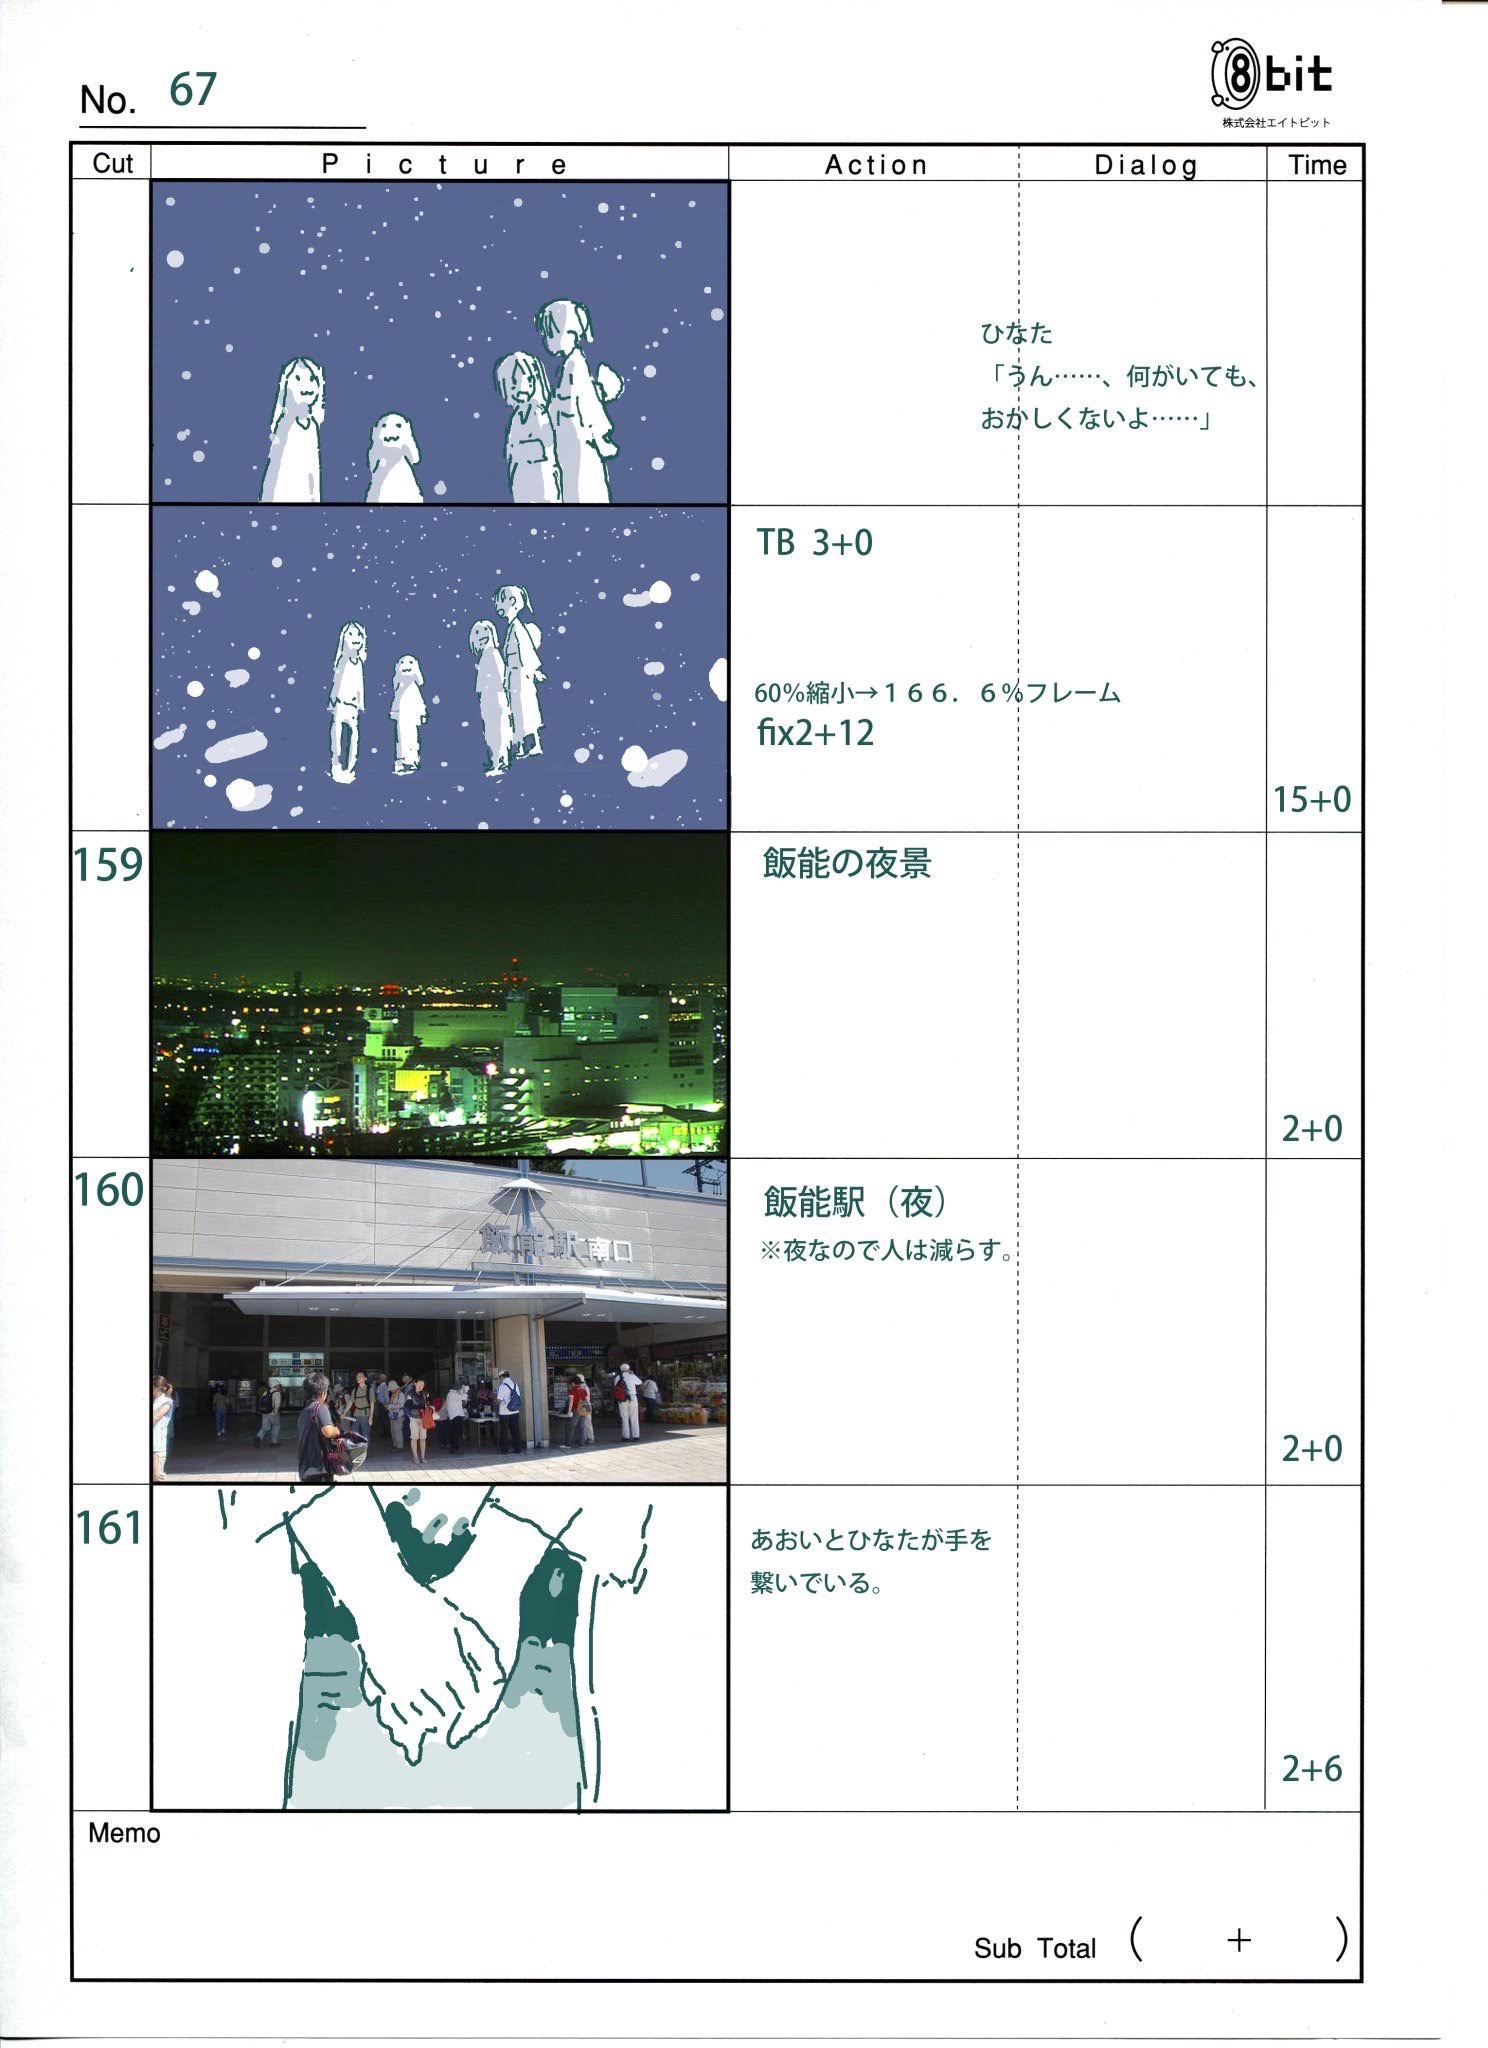 No. 67
8bit
株式会社エイトビット
Cut Picture Action Dialog Time
ひなた
「うん……、何がいても、
おかしくないよ……」
TB 3+0
60%縮小→１６６．６%フレーム
fix2+12
15+0
159
飯能の夜景
2+0
160
飯能駅南口
飯能駅（夜）
※夜なので人は減らす。
2+0
161
あおいとひなたが手を
繋いでいる。
2+6
Memo
Sub Total ( + )